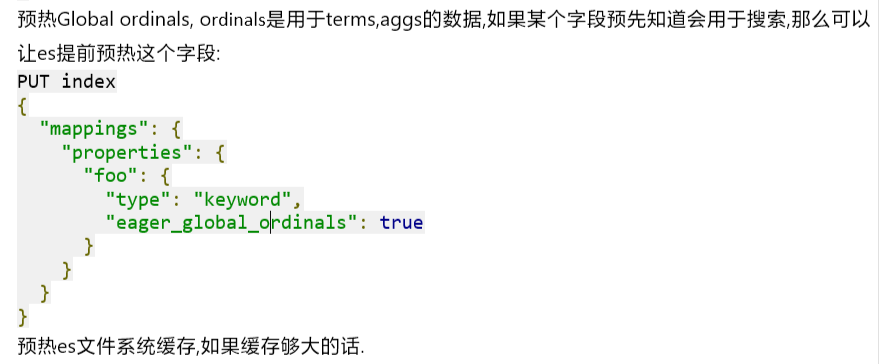 预热Global ordinals, ordinals是用于terms,aggs的数据,如果某个字段预先知道会用于搜索,那么可以
让es提前预热这个字段:
PUT index
{
  "mappings": {
    "properties": {
      "foo": {
        "type": "keyword",
        "eager_global_ordinals": true
      }
    }
  }
}
预热es文件系统缓存,如果缓存够大的话.